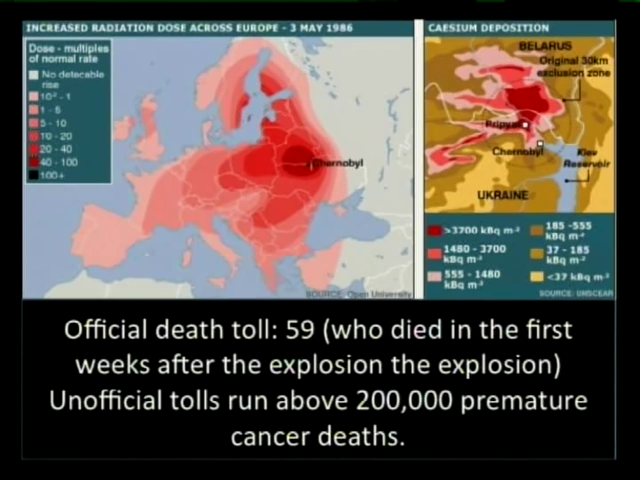 INCREASED RADIATION DOSE ACROSS EUROPE - 3 MAY 1986
Dose - multiples
of normal rate
No detecable
rise
10⁻² - 1
1 - 5
5 - 10
10 - 20
20 - 40
40 - 100
100+
Chernobyl
SOURCE: Open University
CAESIUM DEPOSITION
BELARUS
Original 30km
exclusion zone
Pripyat
Chernobyl
Kiev
Reservoir
UKRAINE
>3700 kBq m⁻²
1480 - 3700
kBq m⁻²
555 - 1480
kBq m⁻²
185 -555
kBq m⁻²
37 - 185
kBq m⁻²
<37 kBq m⁻²
SOURCE: UNSCEAR
Official death toll: 59 (who died in the first
weeks after the explosion the explosion)
Unofficial tolls run above 200,000 premature
cancer deaths.